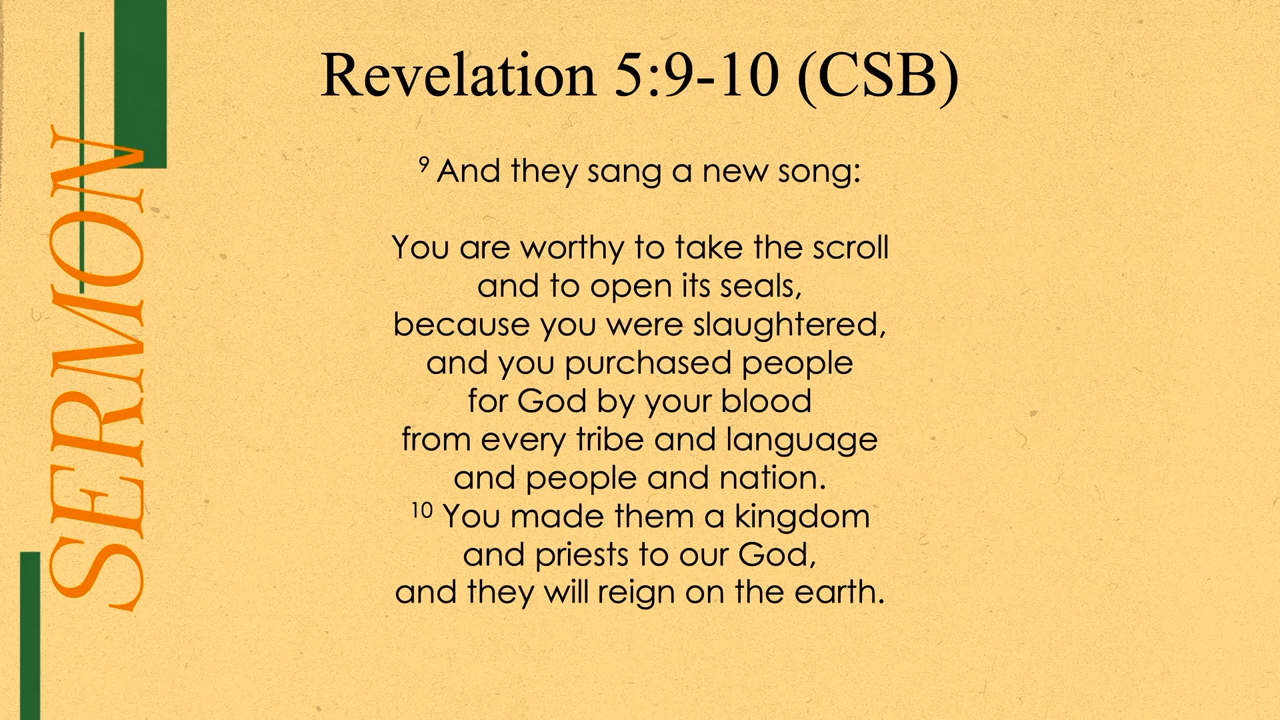 SERMON
Revelation 5:9-10 (CSB)
⁹ And they sang a new song:
You are worthy to take the scroll
and to open its seals,
because you were slaughtered,
and you purchased people
for God by your blood
from every tribe and language
and people and nation.
¹⁰ You made them a kingdom
and priests to our God,
and they will reign on the earth.